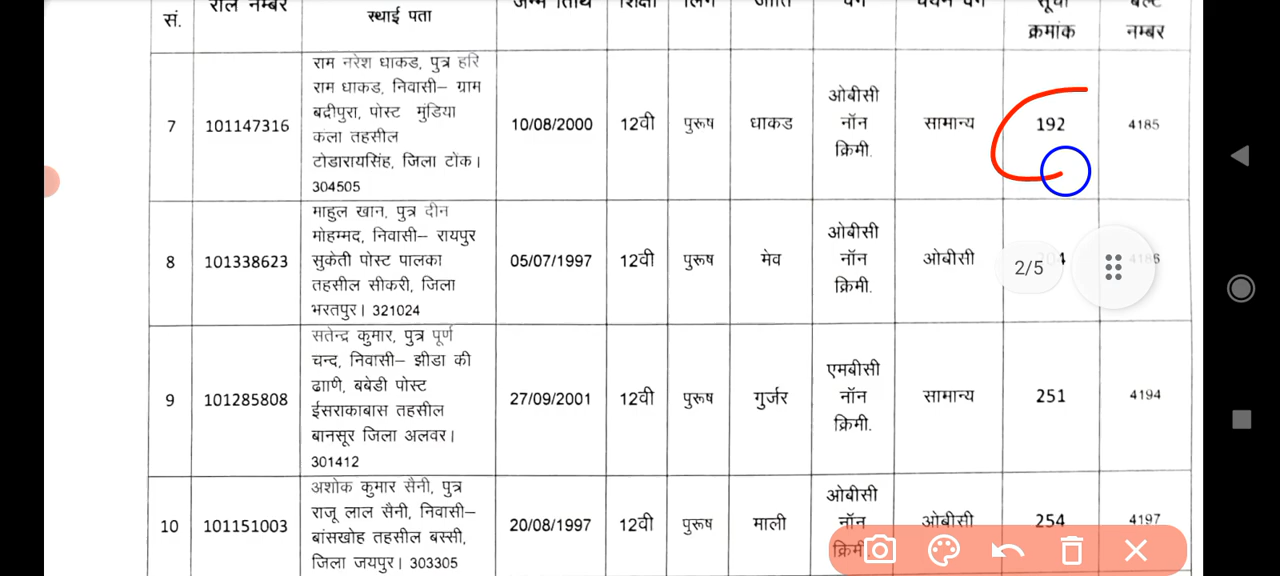 सं.
रोल नम्बर
स्थाई पता
जन्म तिथि
शिक्षा
लिंग
जाति
वर्ग
चयन वर्ग
सूची
क्रमांक
बेल्ट
नम्बर
7
101147316
राम नरेश धाकड, पुत्र हरि
राम धाकड, निवासी– ग्राम
बद्रीपुरा, पोस्ट मुंडिया
कला तहसील
टोडारायसिंह, जिला टोंक।
304505
10/08/2000
12वी
पुरूष
धाकड
ओबीसी
नॉन
क्रिमी.
सामान्य
192
4185
8
101338623
माहुल खान, पुत्र दीन
मोहम्मद, निवासी– रायपुर
सुकेती पोस्ट पालका
तहसील सीकरी, जिला
भरतपुर। 321024
05/07/1997
12वी
पुरूष
मेव
ओबीसी
नॉन
क्रिमी.
ओबीसी
2/5
9
101285808
सतेन्द्र कुमार, पुत्र पूर्ण
चन्द, निवासी– झीडा की
ढाणी, बबेडी पोस्ट
ईसराकाबास तहसील
बानसूर जिला अलवर।
301412
27/09/2001
12वी
पुरूष
गुर्जर
एमबीसी
नॉन
क्रिमी.
सामान्य
251
4194
10
101151003
अशोक कुमार सैनी, पुत्र
राजू लाल सैनी, निवासी–
बांसखोह तहसील बस्सी,
जिला जयपुर। 303305
20/08/1997
12वी
पुरूष
माली
ओबीसी
नॉन
क्रिमी.
ओबीसी
254
4197